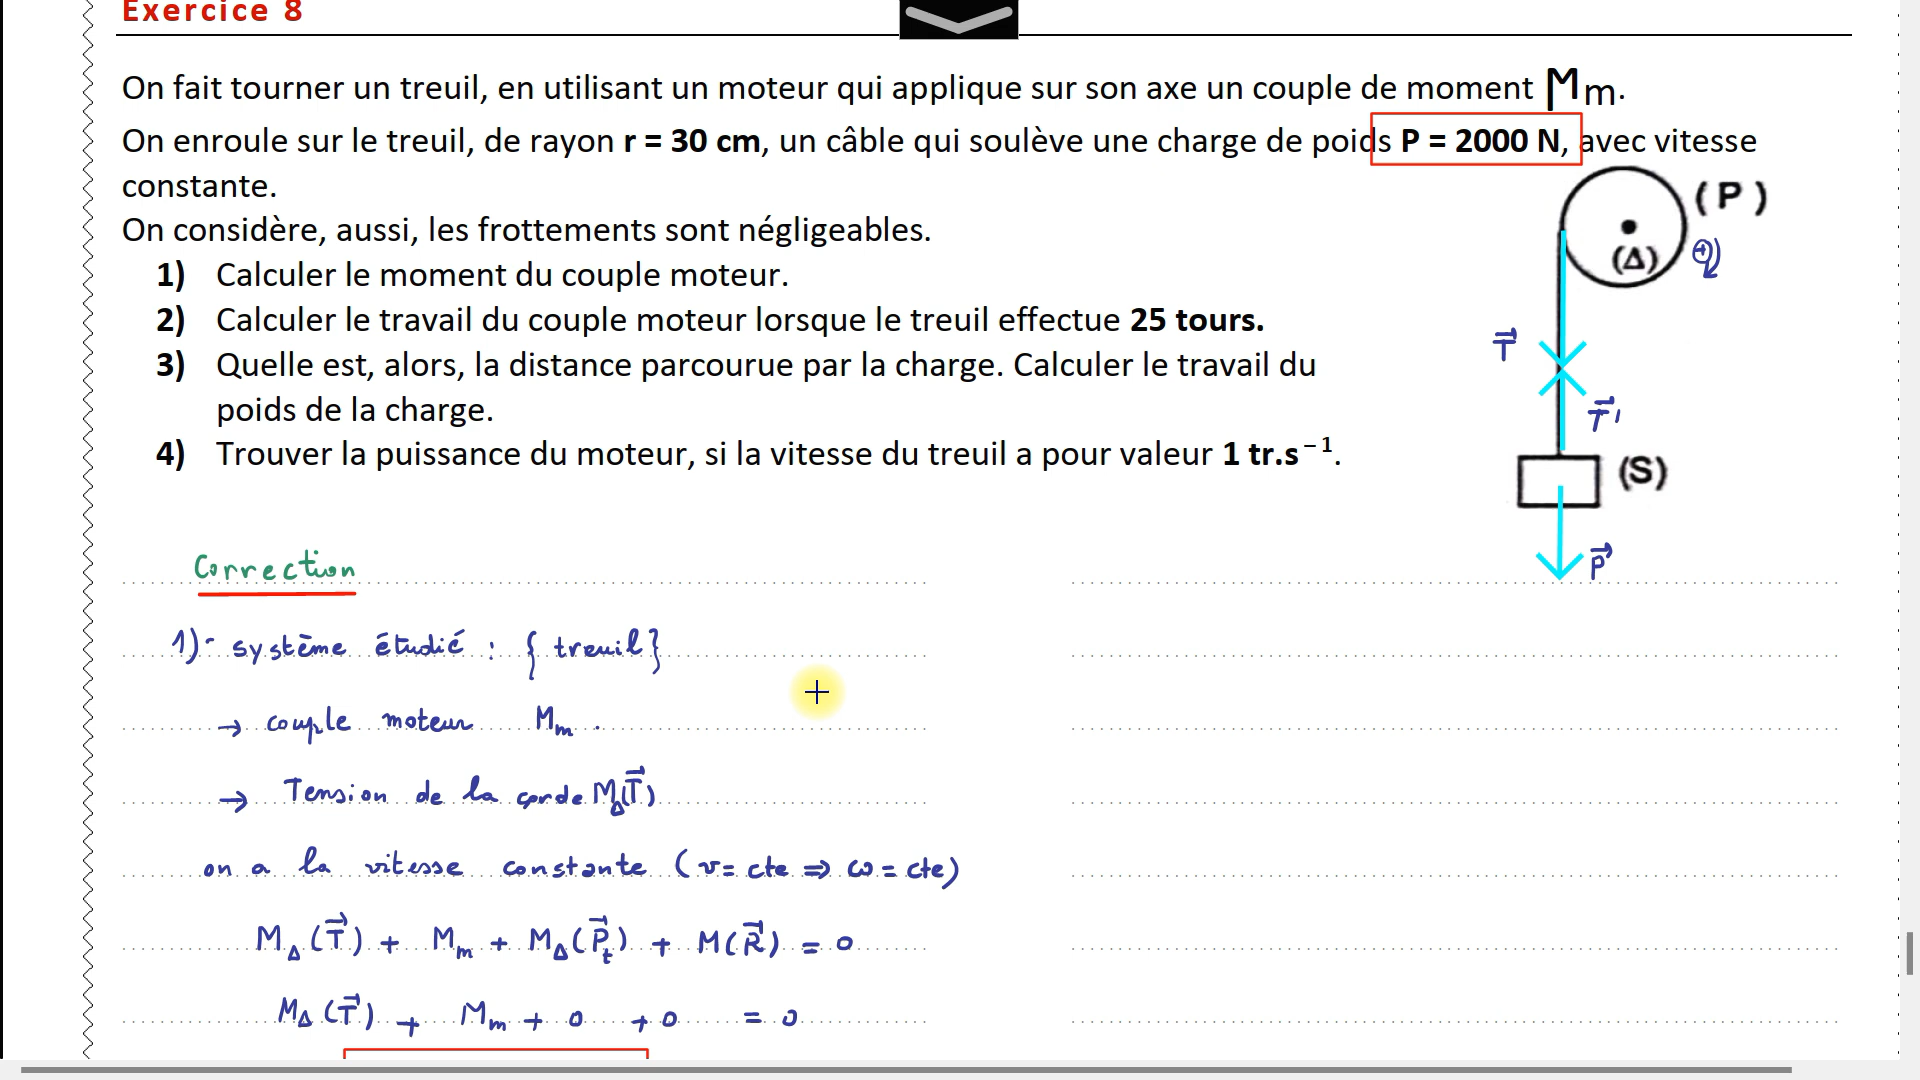 Exercice 8
On fait tourner un treuil, en utilisant un moteur qui applique sur son axe un couple de moment Mm.
On enroule sur le treuil, de rayon r = 30 cm, un câble qui soulève une charge de poids P = 2000 N, avec vitesse
constante.
(P)
On considère, aussi, les frottements sont négligeables.
(Δ)
⊕
1) Calculer le moment du couple moteur.
2) Calculer le travail du couple moteur lorsque le treuil effectue 25 tours.
T⃗
3) Quelle est, alors, la distance parcourue par la charge. Calculer le travail du
poids de la charge.
T⃗'
4) Trouver la puissance du moteur, si la vitesse du treuil a pour valeur 1 tr.s⁻¹.
(S)
P⃗
Correction
1)- système étudié : { treuil }
→ couple moteur Mm .
→ Tension de la corde M_Δ(T⃗)
on a la vitesse constante (v = cte ⇒ ω = cte)
M_Δ(T⃗) + Mm + M_Δ(P⃗t) + M(R⃗) = 0
M_Δ(T⃗) + Mm + 0 + 0 = 0